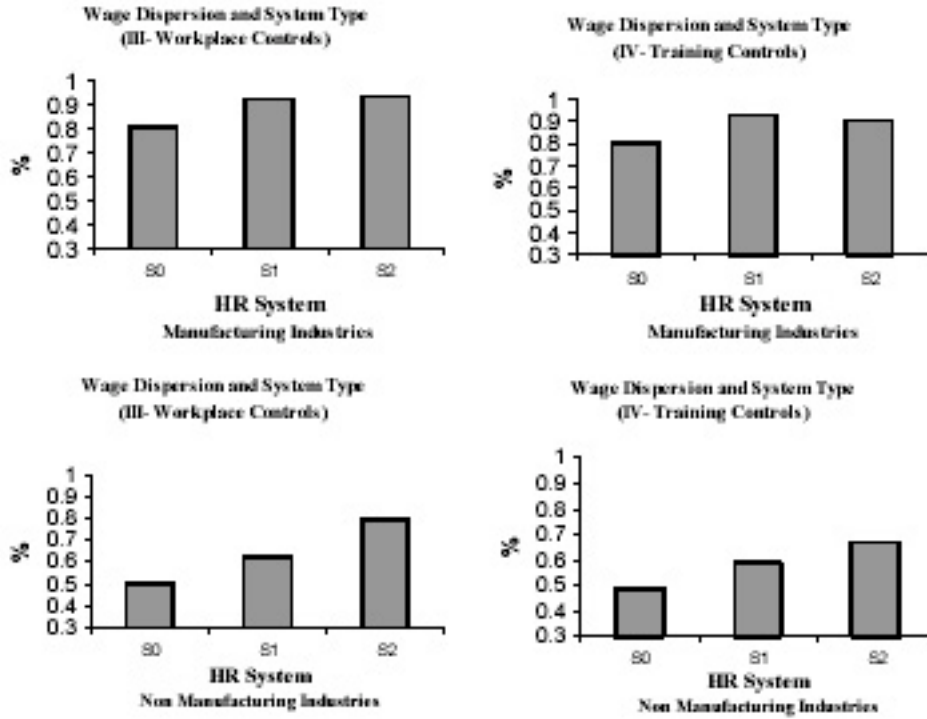 Wage Dispersion and System Type
(III- Workplace Controls)
%
1
0.9
0.8
0.7
0.6
0.5
0.4
0.3
S0 S1 S2
HR System
Manufacturing Industries
Wage Dispersion and System Type
(IV- Training Controls)
%
1
0.9
0.8
0.7
0.6
0.5
0.4
0.3
S0 S1 S2
HR System
Manufacturing Industries
Wage Dispersion and System Type
(III- Workplace Controls)
%
1
0.9
0.8
0.7
0.6
0.5
0.4
0.3
S0 S1 S2
HR System
Non Manufacturing Industries
Wage Dispersion and System Type
(IV- Training Controls)
%
1
0.9
0.8
0.7
0.6
0.5
0.4
0.3
S0 S1 S2
HR System
Non Manufacturing Industries